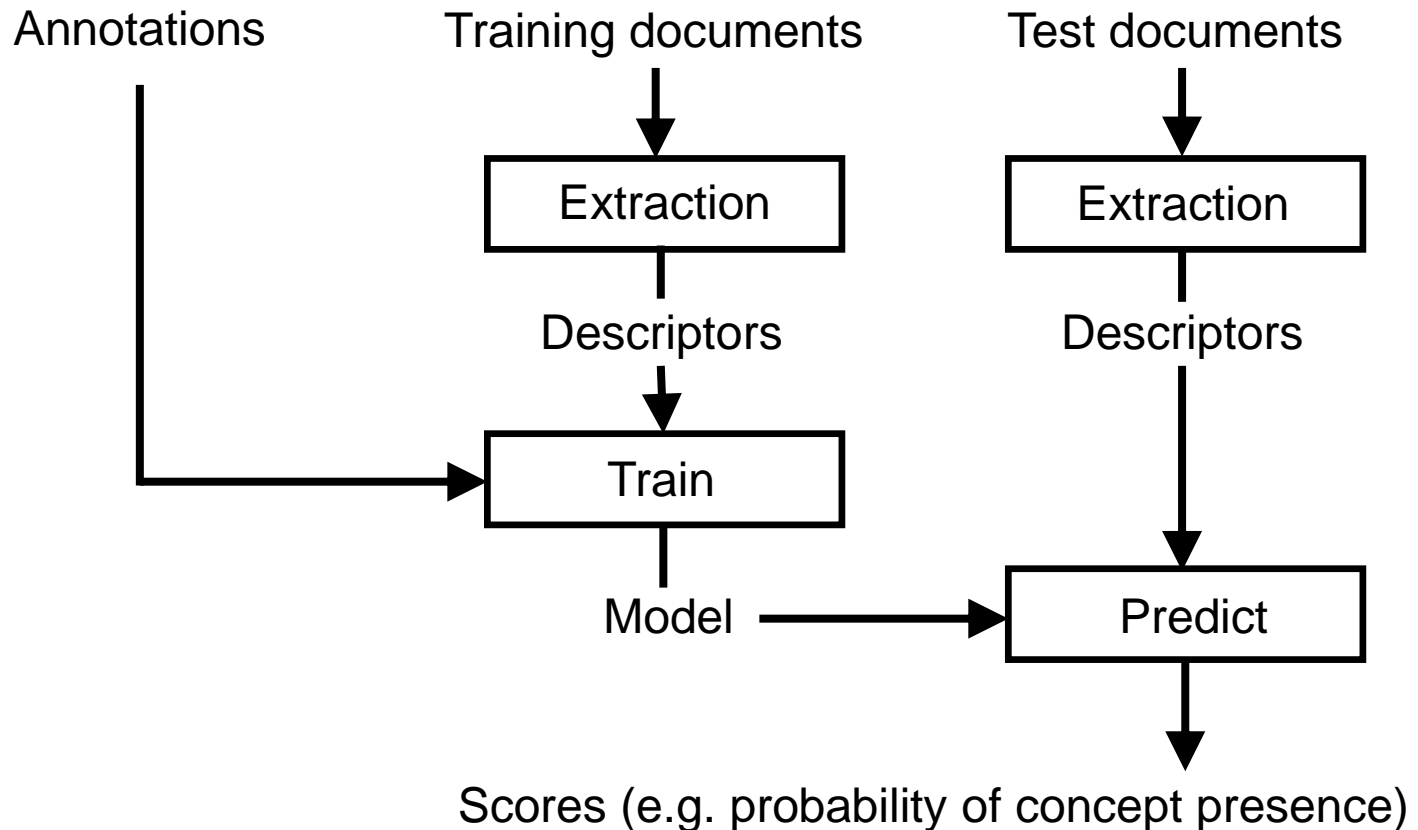 Annotations
Training documents
Test documents
Extraction
Extraction
Descriptors
Descriptors
Train
Model
Predict
Scores (e.g. probability of concept presence)